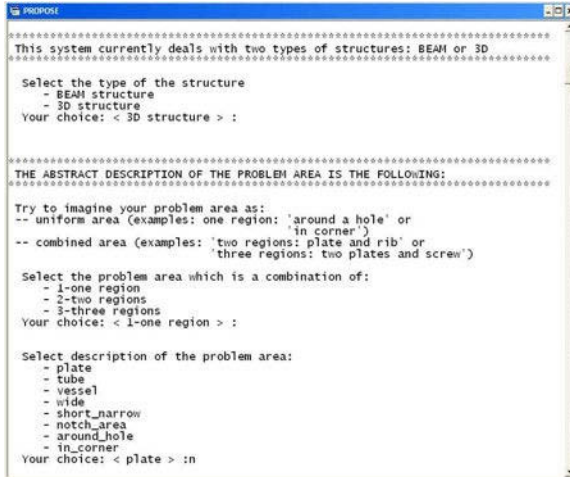 PROPOSE
******************************************************************************
This system currently deals with two types of structures: BEAM or 3D
******************************************************************************
Select the type of the structure
- BEAM structure
- 3D structure
Your choice: < 3D structure > :
******************************************************************************
THE ABSTRACT DESCRIPTION OF THE PROBLEM AREA IS THE FOLLOWING:
******************************************************************************
Try to imagine your problem area as:
-- uniform area (examples: one region: 'around a hole' or
'in corner')
-- combined area (examples: 'two regions: plate and rib' or
'three regions: two plates and screw')
Select the problem area which is a combination of:
- 1-one region
- 2-two regions
- 3-three regions
Your choice: < 1-one region > :
Select description of the problem area:
- plate
- tube
- vessel
- wide
- short_narrow
- notch_area
- around_hole
- in_corner
Your choice: < plate > :n